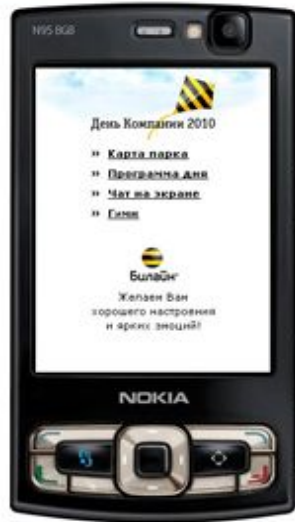 N95 8GB
День Компании 2010
» Карта парка
» Программа дня
» Чат на экране
» Гимн
Билайн™
Желаем Вам
хорошего настроения
и ярких эмоций!
NOKIA